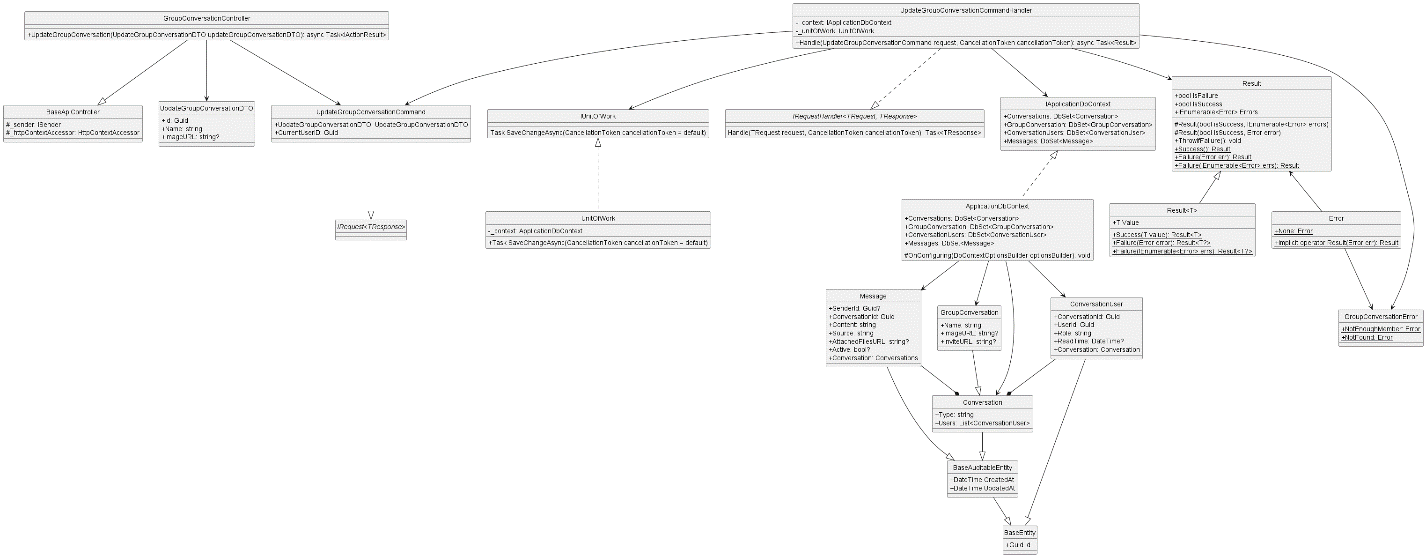 GroupConversationController
+UpdateGroupConversation(UpdateGroupConversationDTO updateGroupConversationDTO): async Task<IActionResult>
UpdateGroupConversationCommandHandler
-_context: IApplicationDbContext
-_unitOfWork: IUnitOfWork
+Handle(UpdateGroupConversationCommand request, CancellationToken cancellationToken): async Task<Result>
BaseApiController
#_sender: ISender
#_httpContextAccessor: HttpContextAccessor
UpdateGroupConversationDTO
+Id: Guid
+Name: string
+ImageURL: string?
UpdateGroupConversationCommand
+UpdateGroupConversationDTO: UpdateGroupConversationDTO
+CurrentUserID: Guid
IUnitOfWork
Task SaveChangeAsync(CancellationToken cancellationToken = default)
IRequestHandler<TRequest, TResponse>
Handle(TRequest request, CancellationToken cancellationToken): Task<TResponse>
IApplicationDbContext
+Conversations: DbSet<Conversation>
+GroupConversation: DbSet<GroupConversation>
+ConversationUsers: DbSet<ConversationUser>
+Messages: DbSet<Message>
Result
+bool IsFailure
+bool IsSuccess
+IEnumerable<Error> Errors
#Result(bool isSuccess, IEnumerable<Error> errors)
#Result(bool isSuccess, Error error)
+ThrowIfFailure(): void
+Success(): Result
+Failure(Error err): Result
+Failure(IEnumerable<Error> errs): Result
IRequest<TResponse>
UnitOfWork
-_context: ApplicationDbContext
+Task SaveChangeAsync(CancellationToken cancellationToken = default)
ApplicationDbContext
+Conversations: DbSet<Conversation>
+GroupConversation: DbSet<GroupConversation>
+ConversationUsers: DbSet<ConversationUser>
+Messages: DbSet<Message>
#OnConfiguring(DbContextOptionsBuilder optionsBuilder): void
Result<T>
+T Value
+Success(T value): Result<T>
+Failure(Error error): Result<T?>
+Failure(IEnumerable<Error> errs): Result<T?>
Error
+None: Error
+implicit operator Result(Error err): Result
Message
+SenderId: Guid?
+ConversationId: Guid
+Content: string
+Source: string
+AttachedFilesURL: string?
+Active: bool?
+Conversation: Conversations
GroupConversation
+Name: string
+ImageURL: string?
+InviteURL: string?
ConversationUser
+ConversationId: Guid
+UserId: Guid
+Role: string
+ReadTime: DateTime?
+Conversation: Conversation
GroupConversationError
+NotEnoughMember: Error
+NotFound: Error
Conversation
+Type: string
+Users: List<ConversationUser>
BaseAuditableEntity
+DateTime CreatedAt
+DateTime UpdatedAt
BaseEntity
+Guid Id